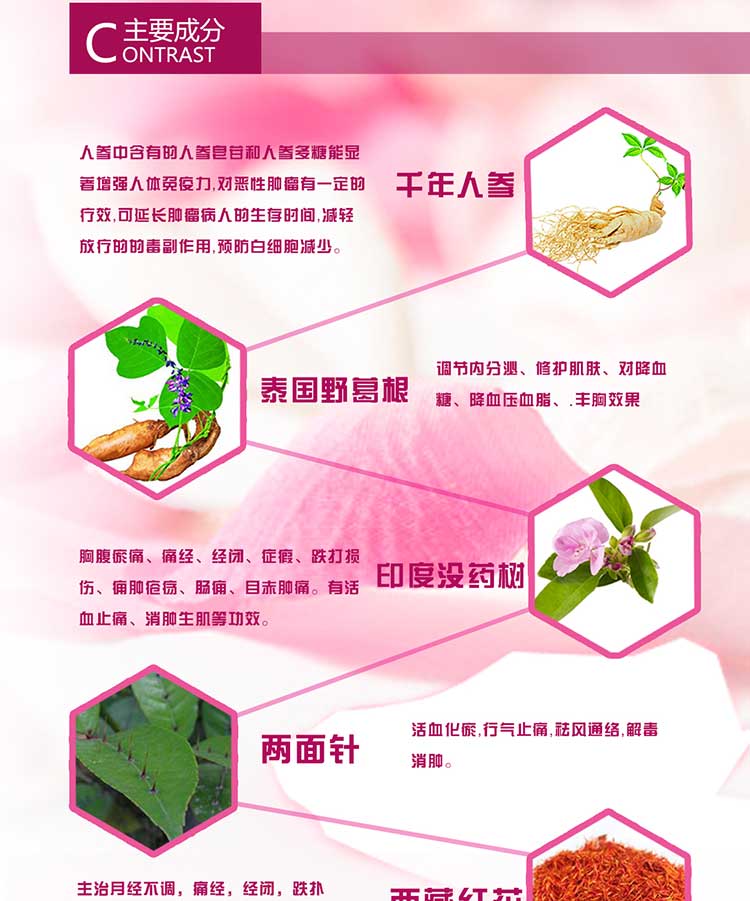 主要成分
CONTRAST
人参中含有的人参皂苷和人参多糖能显
著增强人体免疫力,对恶性肿瘤有一定的
疗效,可延长肿瘤病人的生存时间,减轻
放疗的的毒副作用,预防白细胞减少。
千年人参
泰国野葛根
调节内分泌、修护肌肤、对降血
糖、降血压血脂、.丰胸效果
胸腹瘀痛、痛经、经闭、症瘕、跌打损
伤、痈肿疮疡、肠痈、目赤肿痛。有活
血止痛、消肿生肌等功效。
印度没药树
两面针
活血化瘀,行气止痛,祛风通络,解毒
消肿。
主治月经不调，痛经，经闭，跌扑
西藏红花